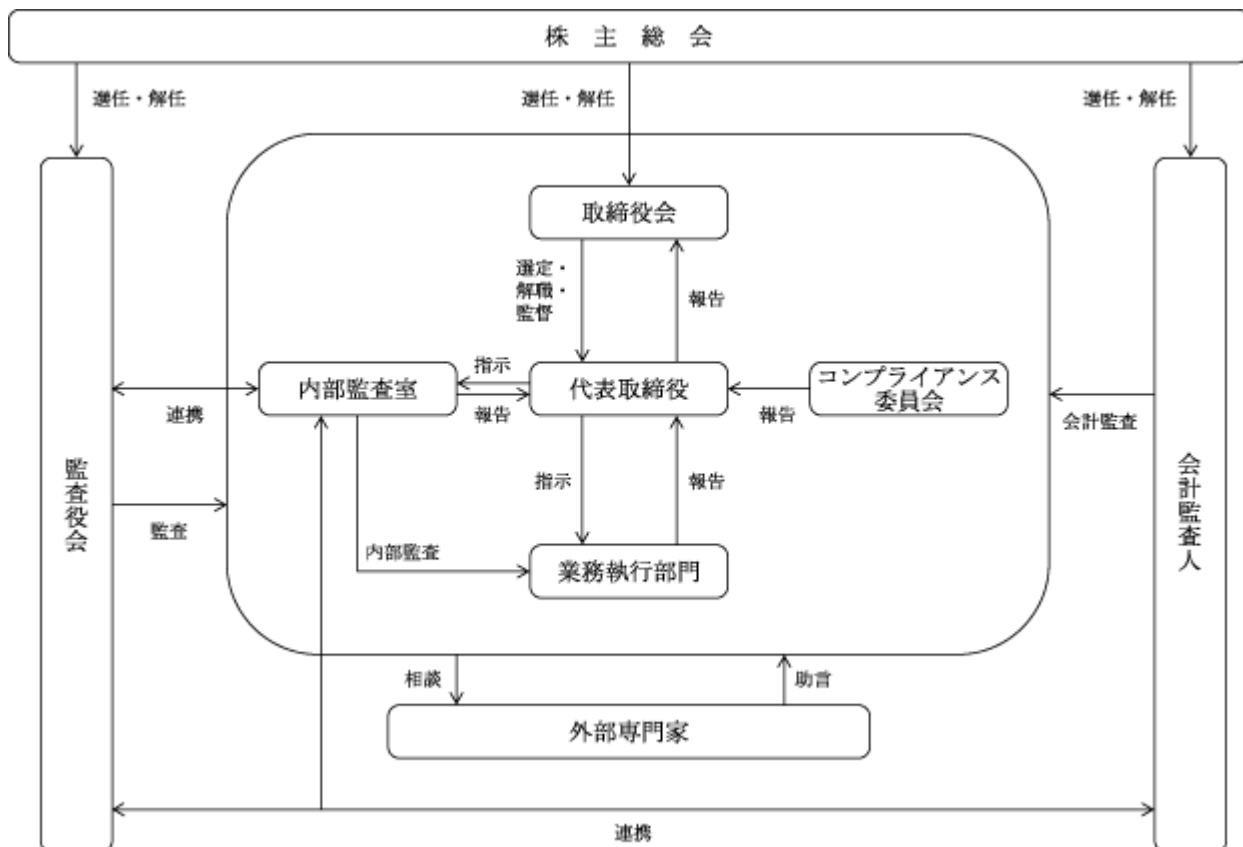 株主総会
選任・解任
選任・解任
選任・解任
取締役会
選定・
解職・
監督
報告
内部監査室
指示
報告
代表取締役
報告
コンプライアンス
委員会
連携
会計監査
監査役会
監査
指示
報告
会計監査人
内部監査
業務執行部門
相談
助言
外部専門家
連携